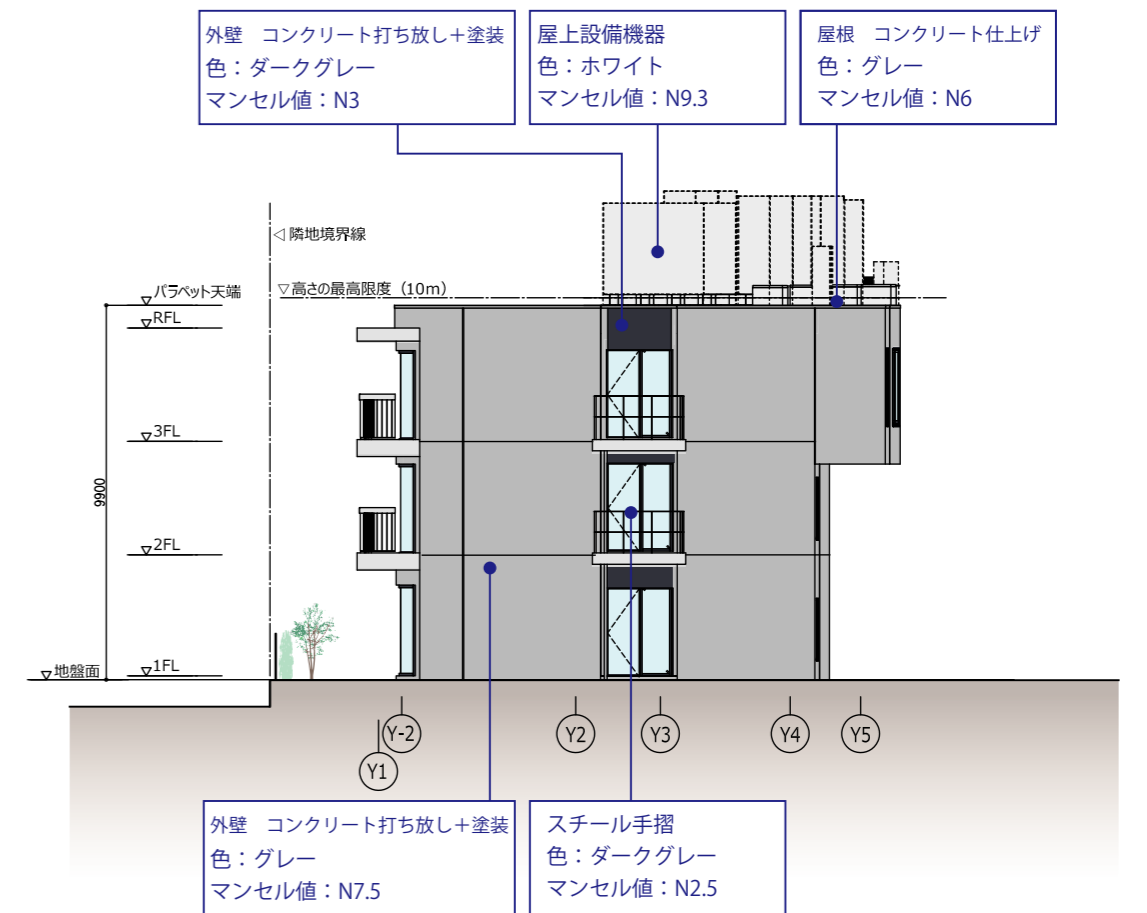 外壁　コンクリート打ち放し＋塗装
色：ダークグレー
マンセル値：N3
屋上設備機器
色：ホワイト
マンセル値：N9.3
屋根　コンクリート仕上げ
色：グレー
マンセル値：N6
◁ 隣地境界線
▽パラペット天端
▽高さの最高限度（10m）
▽RFL
▽3FL
9900
▽2FL
▽地盤面
▽1FL
Y-2
Y2
Y3
Y4
Y5
Y1
外壁　コンクリート打ち放し＋塗装
色：グレー
マンセル値：N7.5
スチール手摺
色：ダークグレー
マンセル値：N2.5